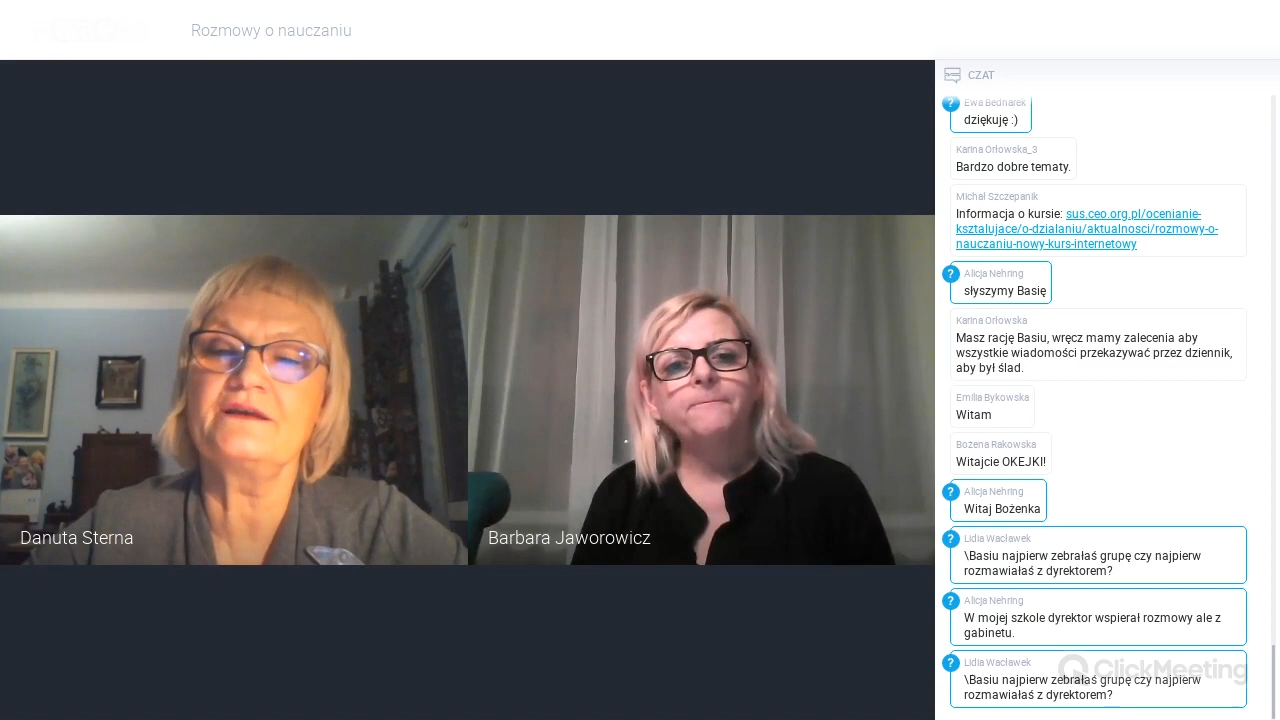 Rozmowy o nauczaniu
CZAT
Ewa Bednarek
dziękuję :)
Karina Orłowska_3
Bardzo dobre tematy.
Michał Szczepanik
Informacja o kursie: sus.ceo.org.pl/ocenianie-
ksztalujace/o-dzialaniu/aktualnosci/rozmowy-o-
nauczaniu-nowy-kurs-internetowy
Alicja Nehring
słyszymy Basię
Karina Orłowska
Masz rację Basiu, wręcz mamy zalecenia aby
wszystkie wiadomości przekazywać przez dziennik,
aby był ślad.
Emilia Bykowska
Witam
Bożena Rakowska
Witajcie OKEJKI!
Alicja Nehring
Witaj Bożenka
Lidia Wacławek
\Basiu najpierw zebrałaś grupę czy najpierw
rozmawiałaś z dyrektorem?
Alicja Nehring
W mojej szkole dyrektor wspierał rozmowy ale z
gabinetu.
Lidia Wacławek
\Basiu najpierw zebrałaś grupę czy najpierw
rozmawiałaś z dyrektorem?
ClickMeeting
Danuta Sterna
Barbara Jaworowicz